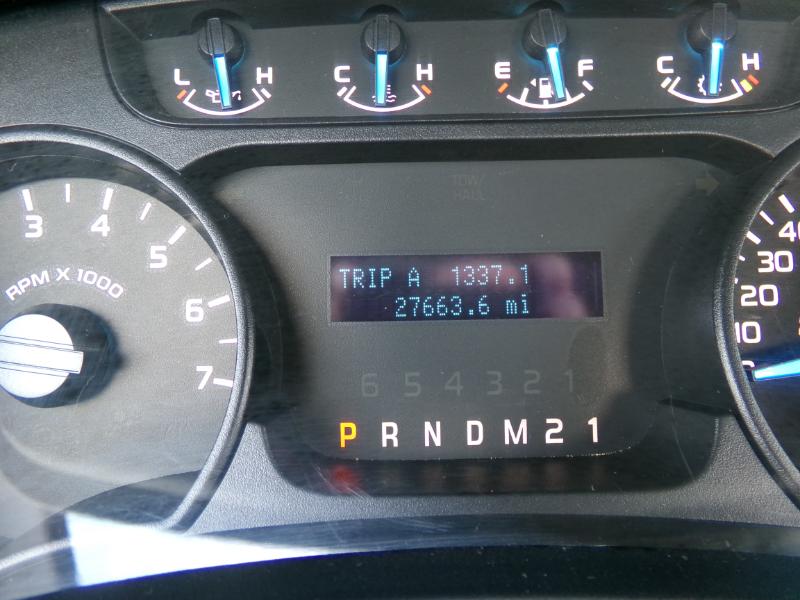 L H C H E F C H
TOW/
HAUL
3 4 5 6 7
RPM X 1000
TRIP A 1337.1
27663.6 mi
6 5 4 3 2 1
P R N D M 2 1
40
30
20
10